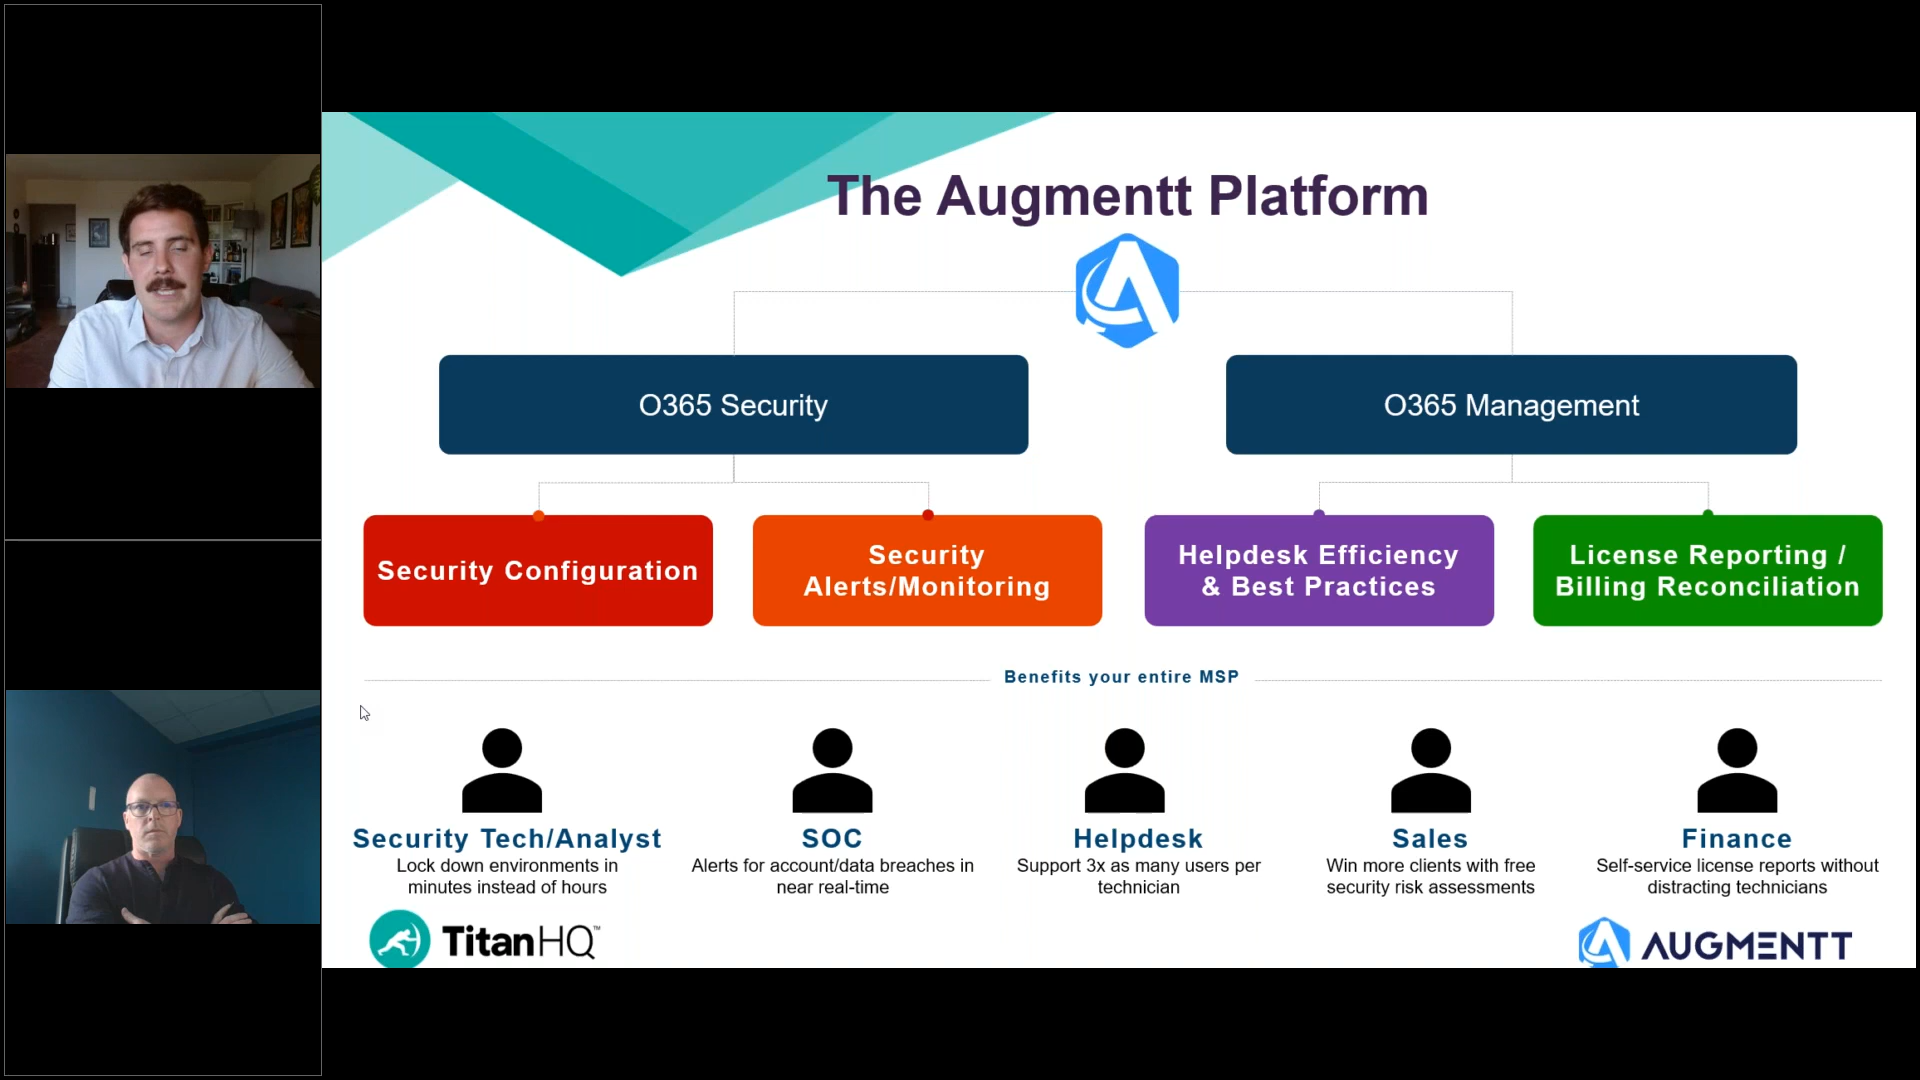 The Augmentt Platform
O365 Security
O365 Management
Security Configuration
Security
Alerts/Monitoring
Helpdesk Efficiency
& Best Practices
License Reporting /
Billing Reconciliation
Benefits your entire MSP
Security Tech/Analyst
Lock down environments in
minutes instead of hours
SOC
Alerts for account/data breaches in
near real-time
Helpdesk
Support 3x as many users per
technician
Sales
Win more clients with free
security risk assessments
Finance
Self-service license reports without
distracting technicians
TitanHQ™
AUGMENTT